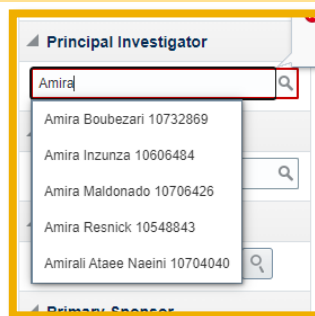 Principal Investigator
Amira
Amira Boubezari 10732869
Amira Inzunza 10606484
Amira Maldonado 10706426
Amira Resnick 10548843
Amirali Ataee Naeini 10704040
Primary Sponsor